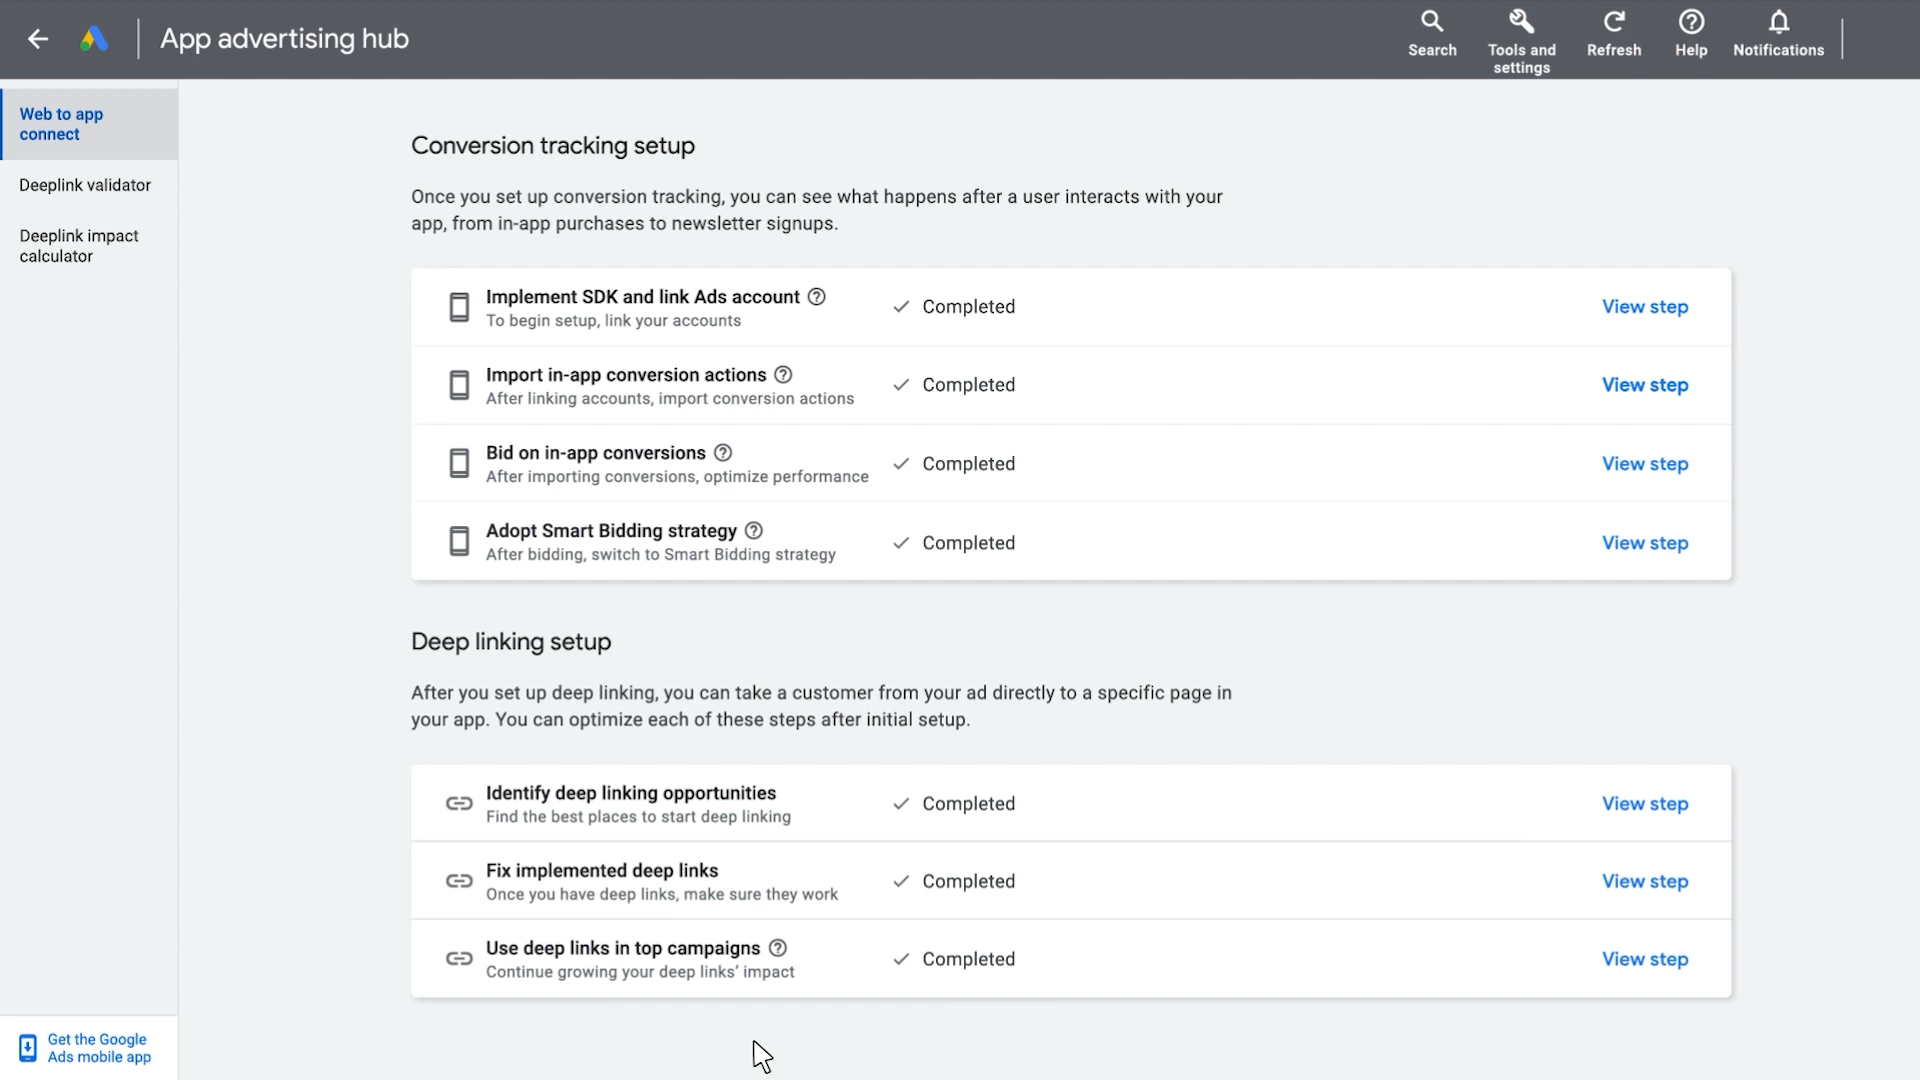 App advertising hub
Search
Tools and
settings
Refresh
Help
Notifications
Web to app
connect
Deeplink validator
Deeplink impact
calculator
Conversion tracking setup
Once you set up conversion tracking, you can see what happens after a user interacts with your
app, from in-app purchases to newsletter signups.
Implement SDK and link Ads account
To begin setup, link your accounts
Completed
View step
Import in-app conversion actions
After linking accounts, import conversion actions
Completed
View step
Bid on in-app conversions
After importing conversions, optimize performance
Completed
View step
Adopt Smart Bidding strategy
After bidding, switch to Smart Bidding strategy
Completed
View step
Deep linking setup
After you set up deep linking, you can take a customer from your ad directly to a specific page in
your app. You can optimize each of these steps after initial setup.
Identify deep linking opportunities
Find the best places to start deep linking
Completed
View step
Fix implemented deep links
Once you have deep links, make sure they work
Completed
View step
Use deep links in top campaigns
Continue growing your deep links' impact
Completed
View step
Get the Google
Ads mobile app